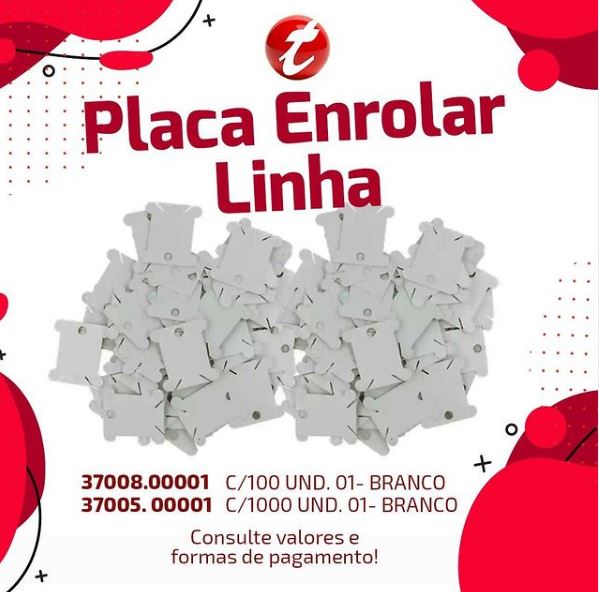 t
Placa Enrolar
Linha
37008.00001 C/100 UND. 01- BRANCO
37005. 00001 C/1000 UND. 01- BRANCO
Consulte valores e
formas de pagamento!